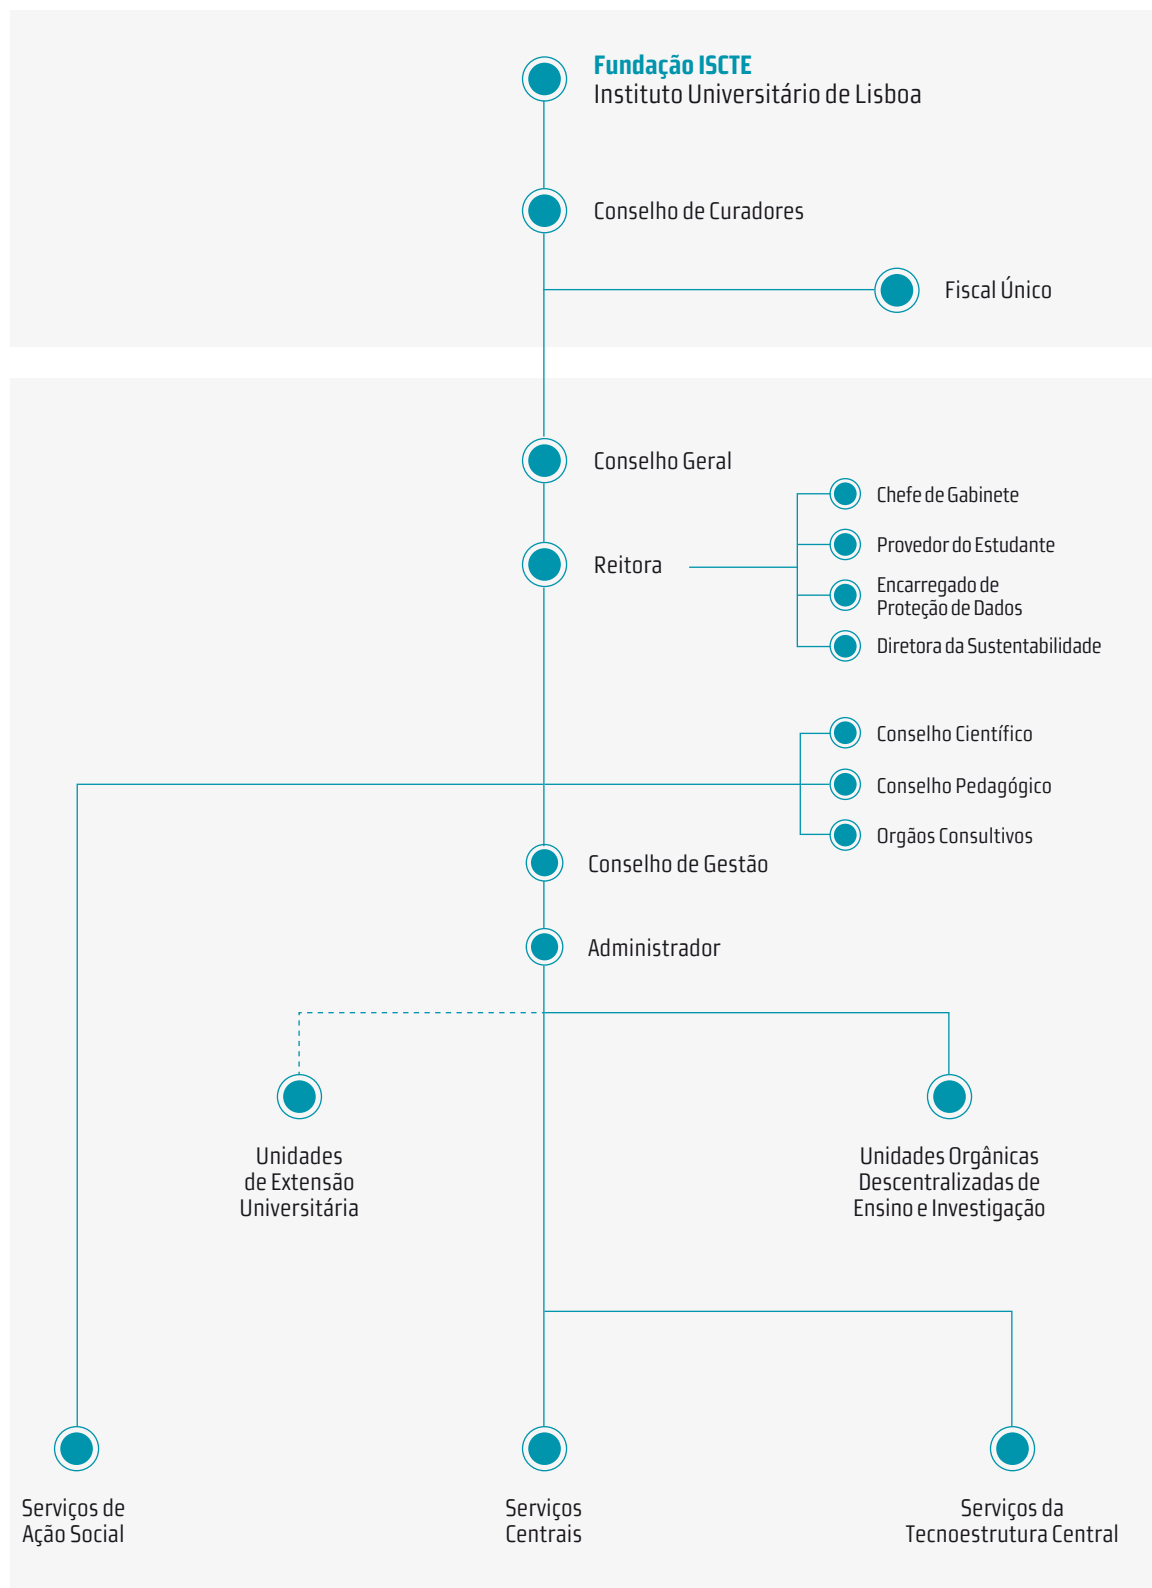 Fundação ISCTE
Instituto Universitário de Lisboa
Conselho de Curadores
Fiscal Único
Conselho Geral
Chefe de Gabinete
Provedor do Estudante
Reitora
Encarregado de
Proteção de Dados
Diretora da Sustentabilidade
Conselho Científico
Conselho Pedagógico
Orgãos Consultivos
Conselho de Gestão
Administrador
Unidades
de Extensão
Universitária
Unidades Orgânicas
Descentralizadas de
Ensino e Investigação
Serviços de
Ação Social
Serviços
Centrais
Serviços da
Tecnoestrutura Central